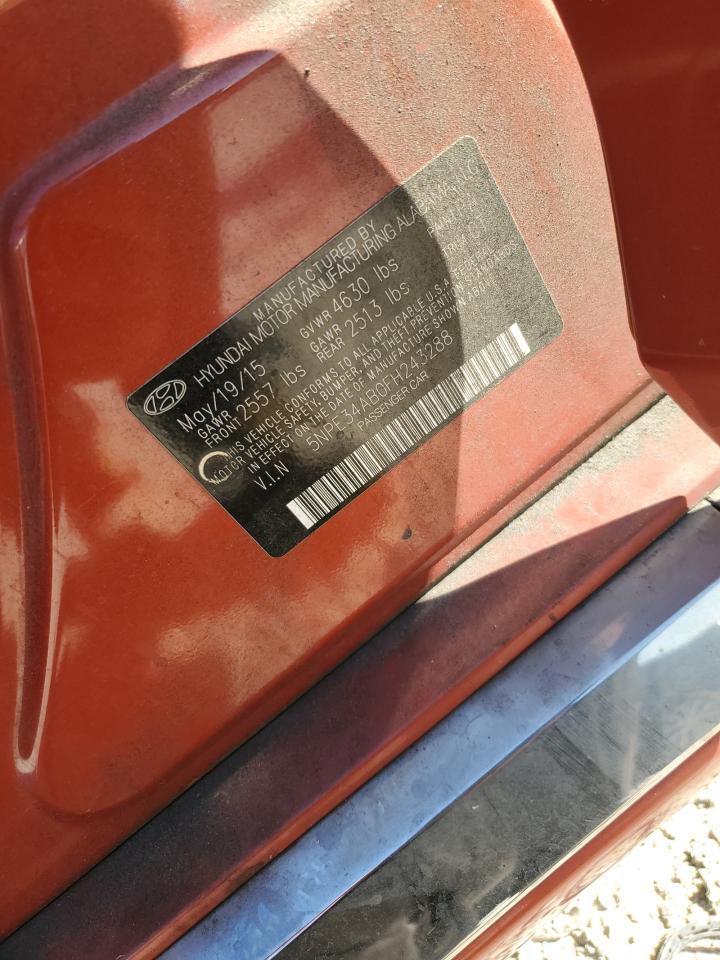 MANUFACTURED BY
HYUNDAI MOTOR MANUFACTURING ALABAMA, LLC
May/19/15 GVWR 4630 lbs
GAWR FRONT 2557 lbs GAWR REAR 2513 lbs
THIS VEHICLE CONFORMS TO ALL APPLICABLE U.S.A. FEDERAL
MOTOR VEHICLE SAFETY, BUMPER, AND THEFT PREVENTION STANDARDS
IN EFFECT ON THE DATE OF MANUFACTURE SHOWN ABOVE.
V.I.N 5NPE34AB0FH243288
PASSENGER CAR